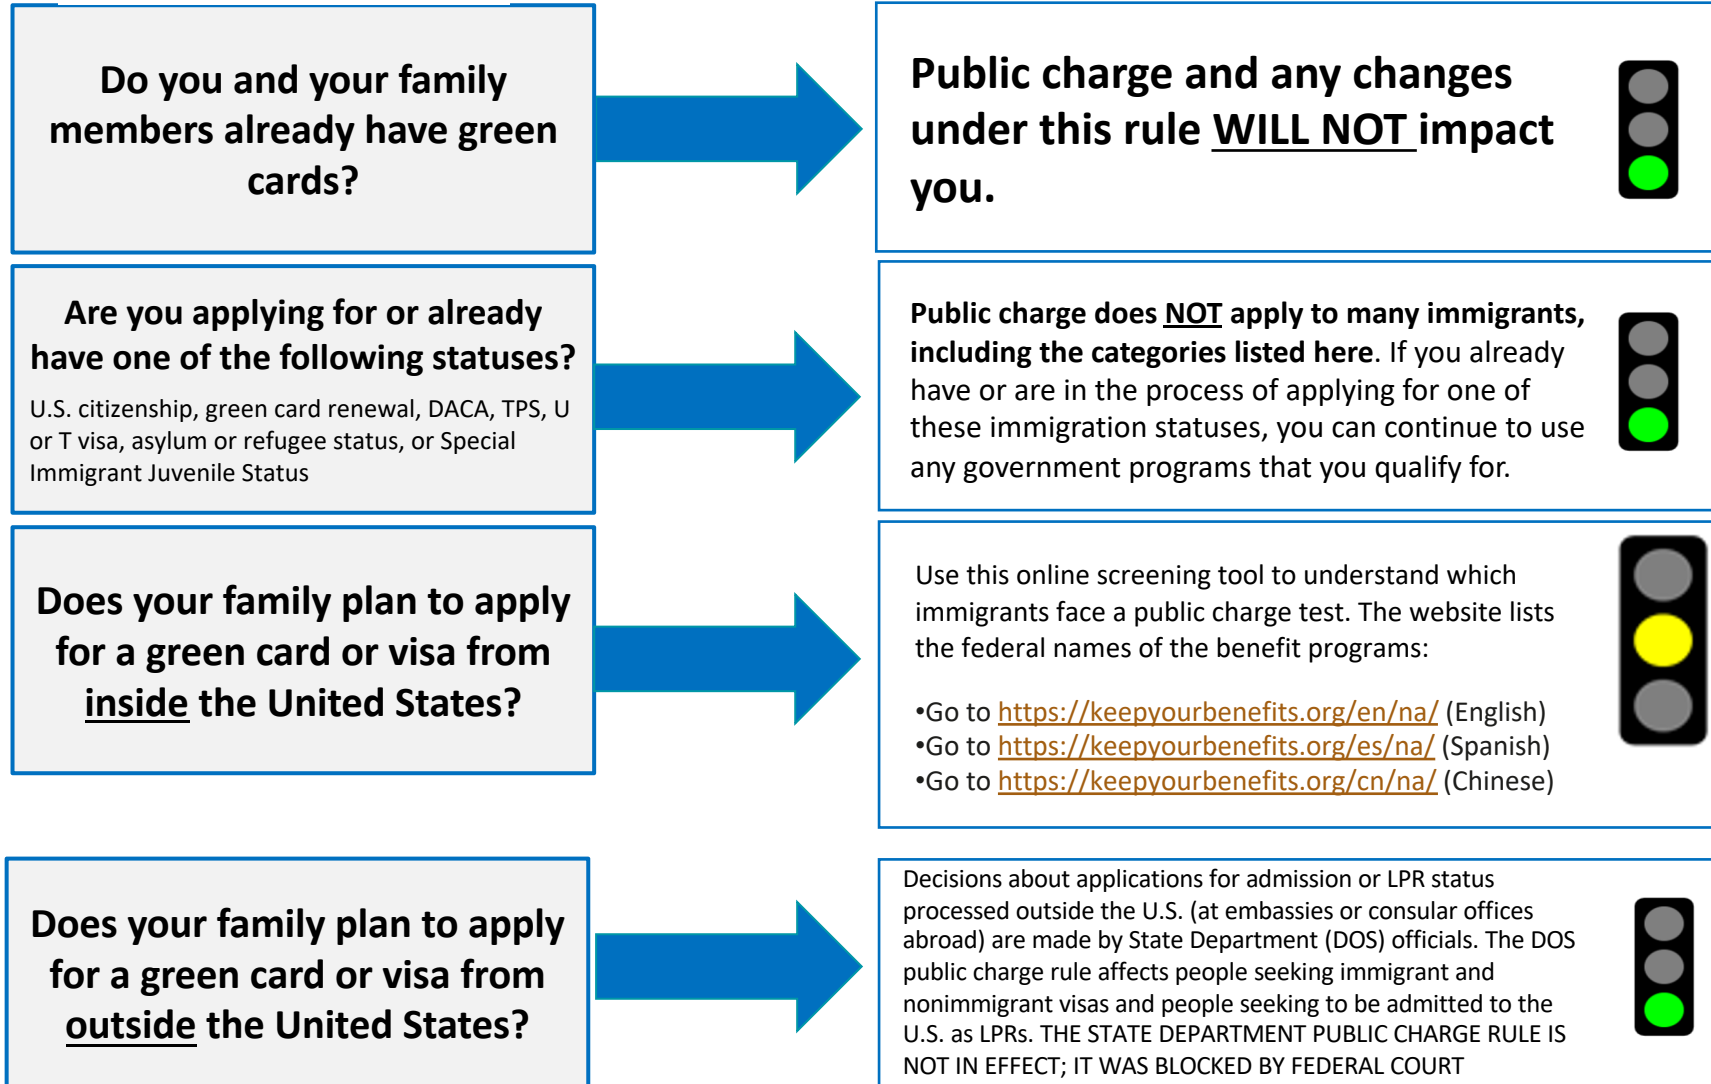 Do you and your family
members already have green
cards?
Public charge and any changes
under this rule WILL NOT impact
you.
Are you applying for or already
have one of the following statuses?
U.S. citizenship, green card renewal, DACA, TPS, U
or T visa, asylum or refugee status, or Special
Immigrant Juvenile Status
Public charge does NOT apply to many immigrants,
including the categories listed here. If you already
have or are in the process of applying for one of
these immigration statuses, you can continue to use
any government programs that you qualify for.
Does your family plan to apply
for a green card or visa from
inside the United States?
Use this online screening tool to understand which
immigrants face a public charge test. The website lists
the federal names of the benefit programs:
•Go to https://keepyourbenefits.org/en/na/ (English)
•Go to https://keepyourbenefits.org/es/na/ (Spanish)
•Go to https://keepyourbenefits.org/cn/na/ (Chinese)
Does your family plan to apply
for a green card or visa from
outside the United States?
Decisions about applications for admission or LPR status
processed outside the U.S. (at embassies or consular offices
abroad) are made by State Department (DOS) officials. The DOS
public charge rule affects people seeking immigrant and
nonimmigrant visas and people seeking to be admitted to the
U.S. as LPRs. THE STATE DEPARTMENT PUBLIC CHARGE RULE IS
NOT IN EFFECT; IT WAS BLOCKED BY FEDERAL COURT